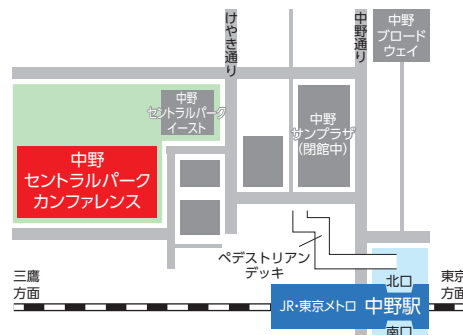 けやき通り
中野通り
中野
ブロード
ウェイ
中野
セントラルパーク
イースト
中野
サンプラザ
(閉館中)
中野
セントラルパーク
カンファレンス
ペデストリアン
デッキ
三鷹
方面
北口
東京
方面
JR・東京メトロ 中野駅
南口